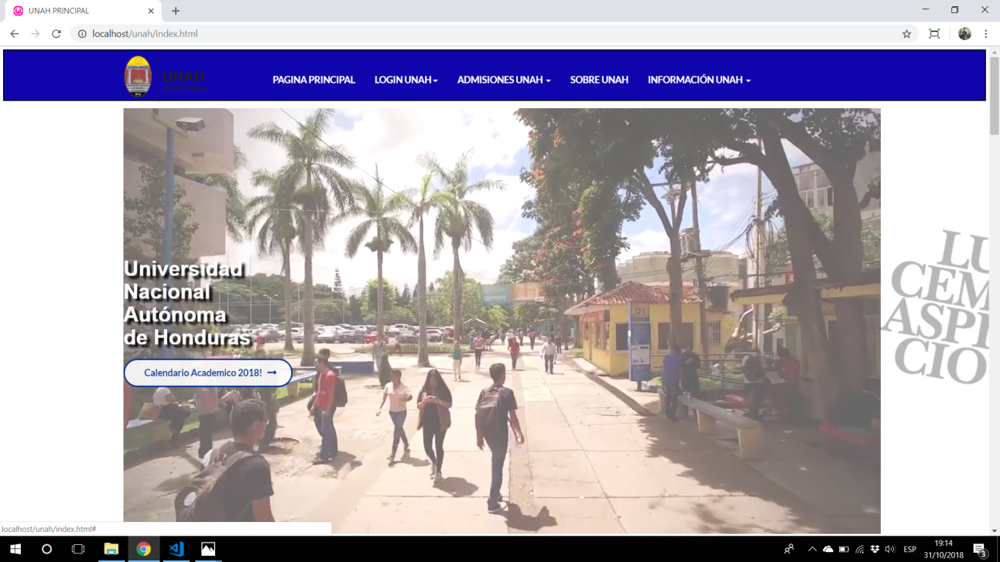 UNAH PRINCIPAL
localhost/unah/index.html
UNAH
PAGINA PRINCIPAL
LOGIN UNAH
ADMISIONES UNAH
SOBRE UNAH
INFORMACIÓN UNAH
Universidad
Nacional
Autónoma
de Honduras
Calendario Academico 2018!
D1
LU
CEM
ASPI
CIO
localhost/unah/index.html#
ESP
19:14
31/10/2018
3